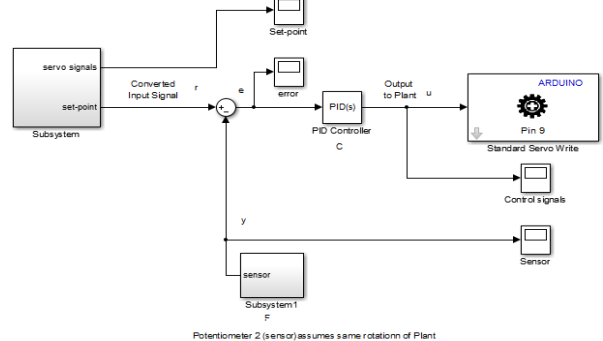 Set-point
servo signals
set-point
Subsystem
Converted
Input Signal
r
e
error
PID(s)
PID Controller
C
Output
to Plant
u
ARDUINO
Pin 9
Standard Servo Write
Control signals
y
Sensor
sensor
Subsystem1
F
Potentiometer 2 (sensor)assumes same rotationn of Plant